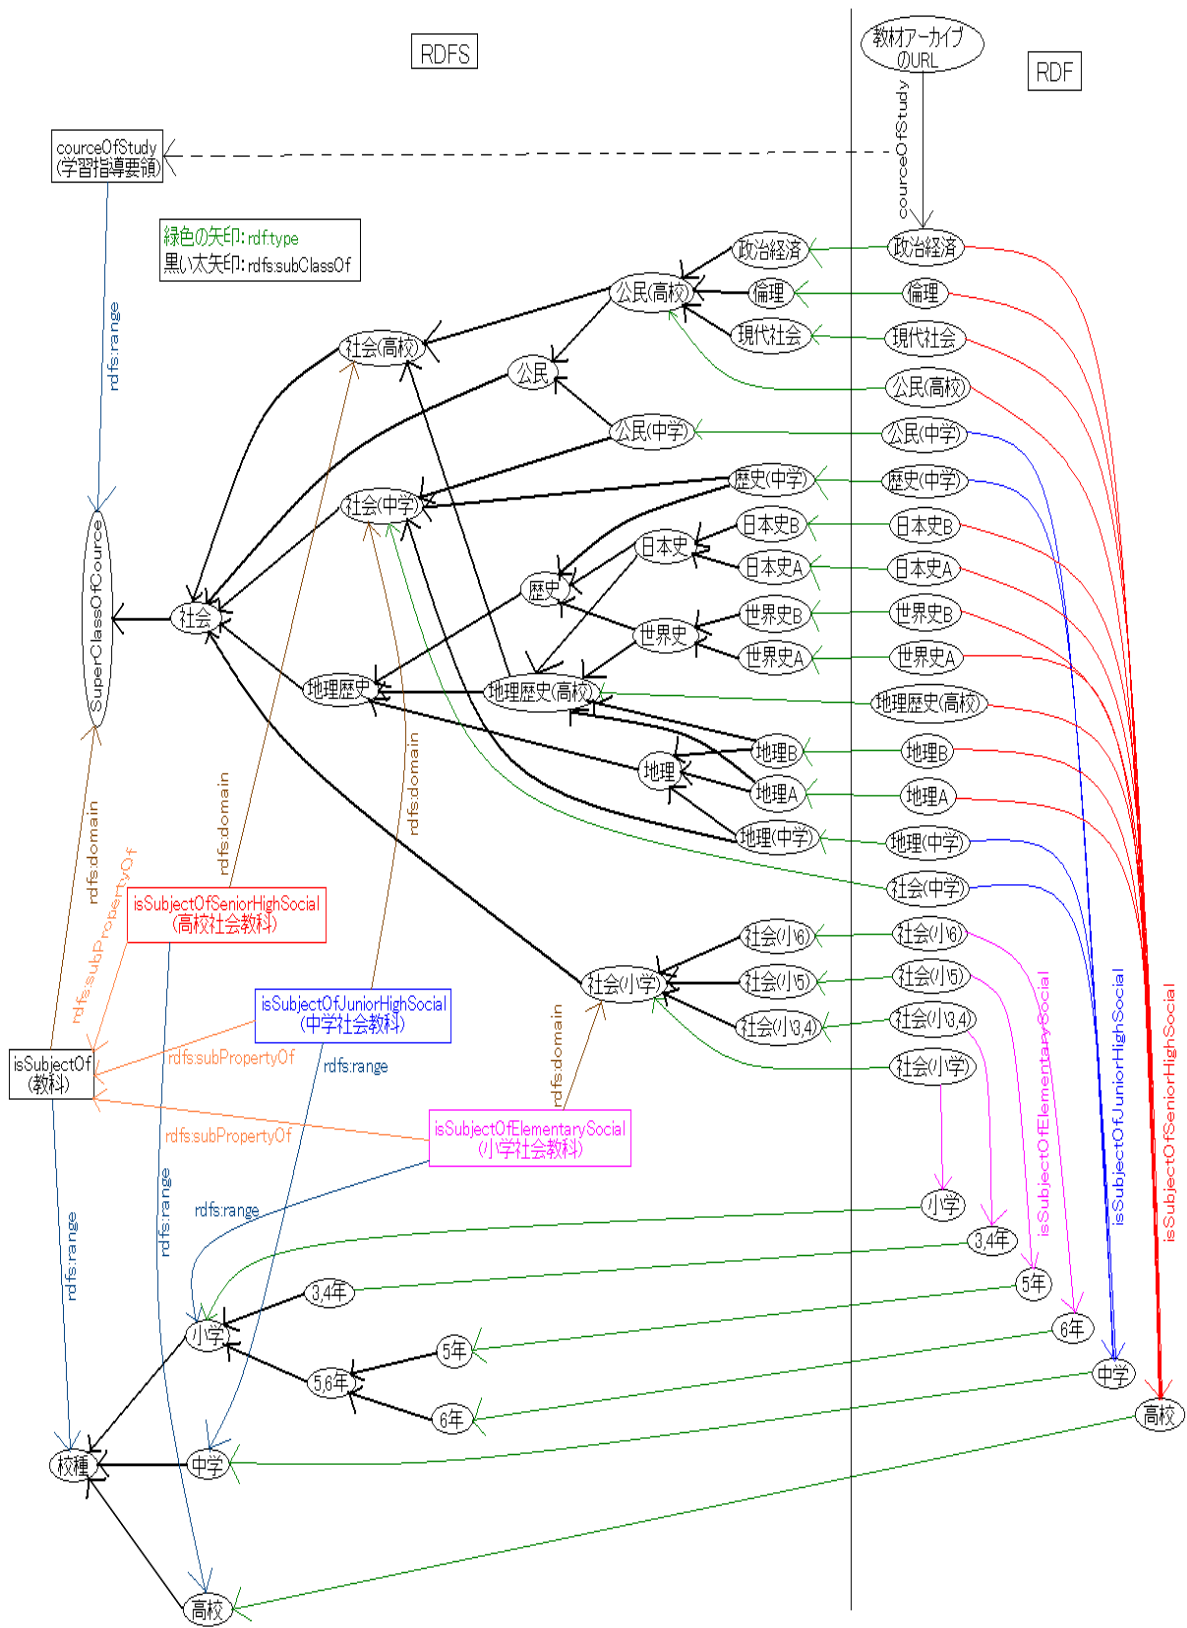 RDFS
教材アーカイブ
のURL
RDF
courceOfStudy
courceOfStudy
(学習指導要領)
緑色の矢印：rdf:type
黒い太矢印：rdfs:subClassOf
rdfs:range
政治経済
政治経済
公民(高校)
倫理
倫理
社会(高校)
現代社会
現代社会
公民
公民(高校)
公民(中学)
公民(中学)
社会(中学)
歴史(中学)
歴史(中学)
日本史B
日本史B
日本史
日本史A
日本史A
歴史
SuperClassOfCource
社会
世界史B
世界史B
世界史
世界史A
世界史A
地理歴史
地理歴史(高校)
地理歴史(高校)
地理B
地理B
地理
地理A
地理A
地理(中学)
地理(中学)
rdfs:domain
rdfs:domain
rdfs:domain
rdfs:subPropertyOf
社会(中学)
isSubjectOfSeniorHighSocial
(高校社会教科)
社会(小6)
社会(小6)
社会(小学)
社会(小5)
社会(小5)
isSubjectOfJuniorHighSocial
(中学社会教科)
社会(小3,4)
社会(小3,4)
isSubjectOf
(教科)
rdfs:subPropertyOf
rdfs:range
rdfs:domain
社会(小学)
isSubjectOfElementarySocial
(小学社会教科)
rdfs:subPropertyOf
isSubjectOfElementarySocial
isSubjectOfJuniorHighSocial
isSubjectOfSeniorHighSocial
rdfs:range
rdfs:range
rdfs:range
小学
3,4年
5年
3,4年
6年
小学
5年
5,6年
中学
6年
高校
校種
中学
高校